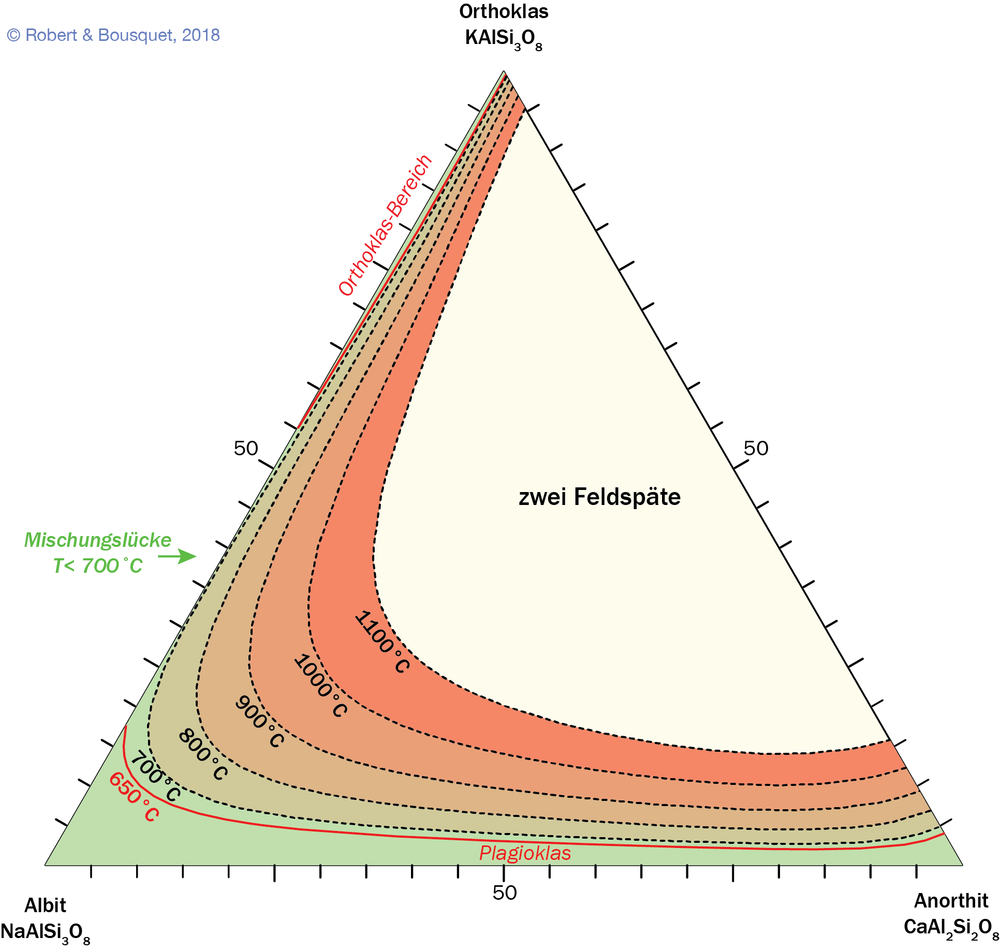 Orthoklas
KAlSi₃O₈
© Robert & Bousquet, 2018
Orthoklas-Bereich
50
50
zwei Feldspäte
Mischungslücke
T< 700°C
1100°C
1000°C
900°C
800°C
700°C
650°C
Plagioklas
50
Albit
NaAlSi₃O₈
Anorthit
CaAl₂Si₂O₈